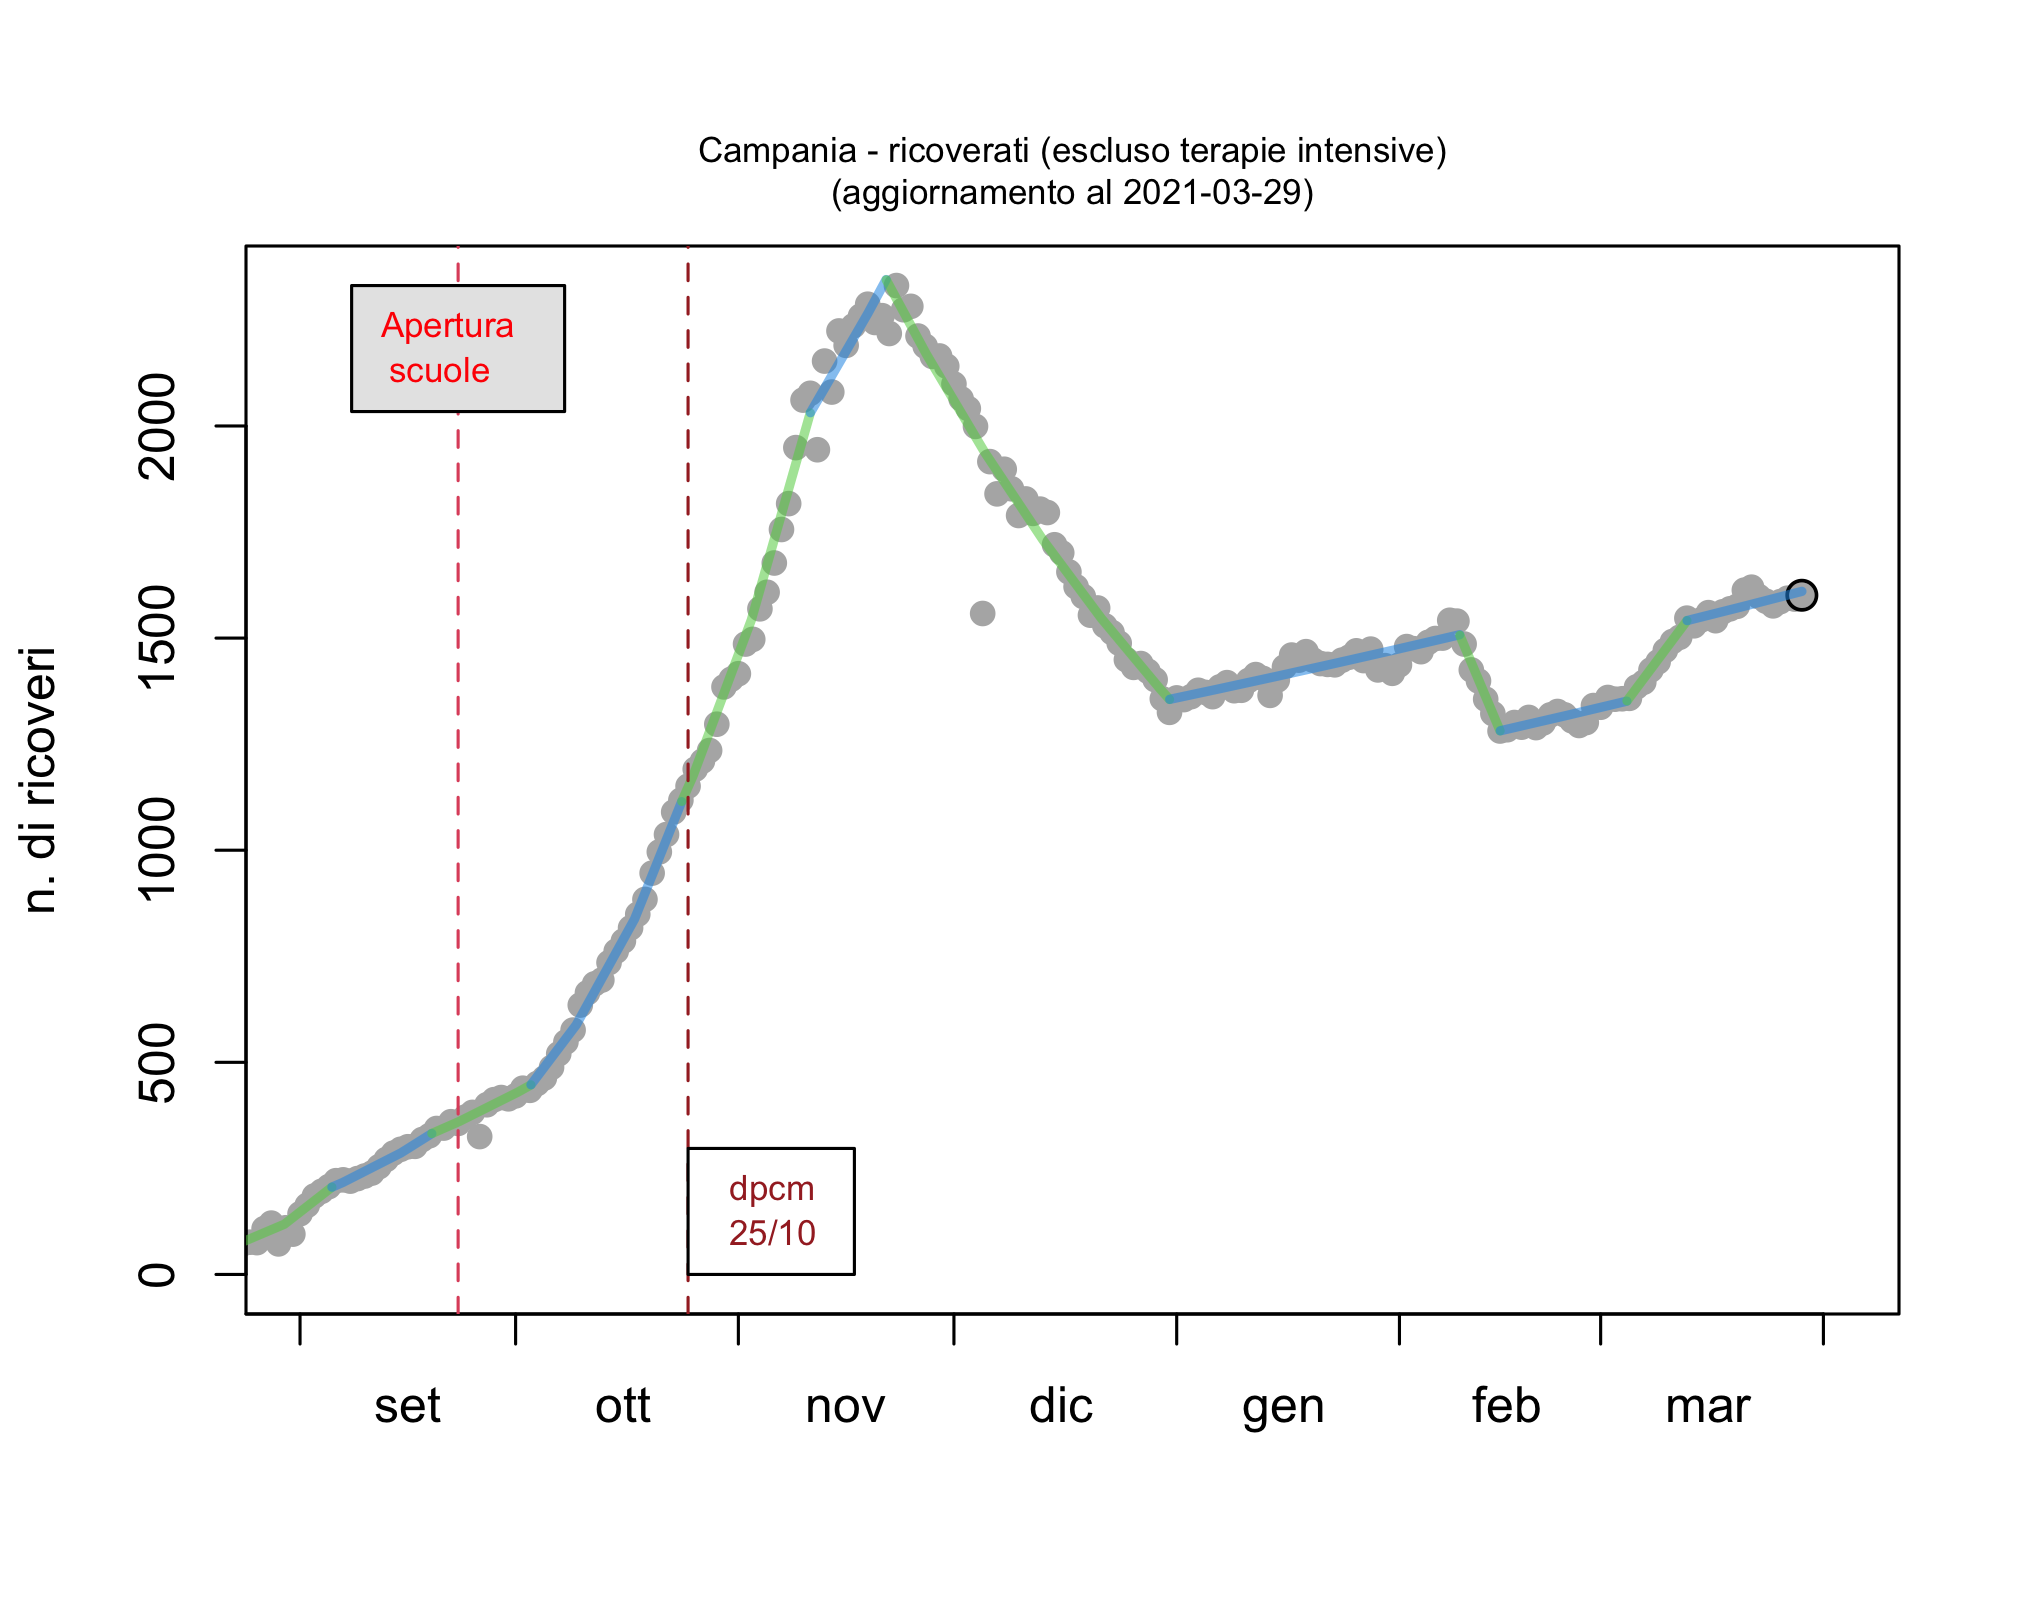 Campania - ricoverati (escluso terapie intensive)
(aggiornamento al 2021-03-29)
Apertura
scuole
dpcm
25/10
n. di ricoveri
2000
1500
1000
500
0
set ott nov dic gen feb mar